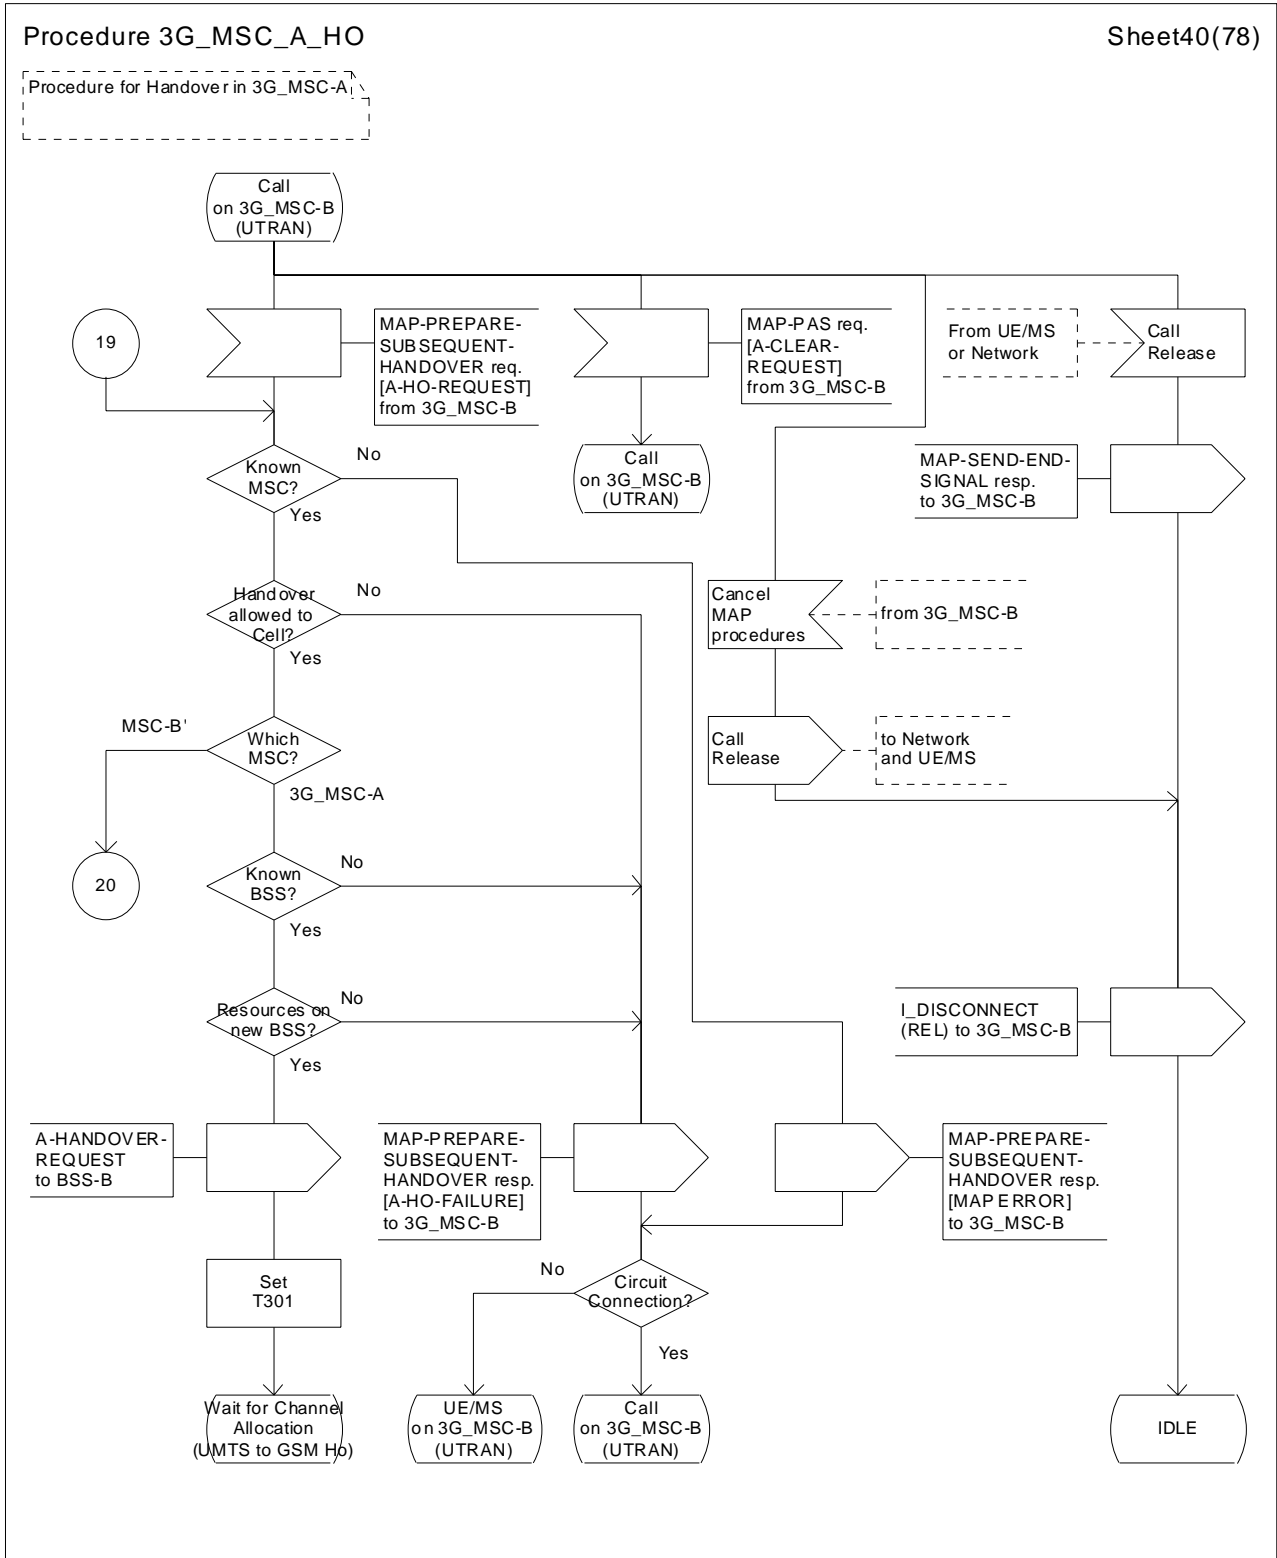 Procedure 3G_MSC_A_HO
Sheet40(78)
Procedure for Handover in 3G_MSC-A
Call
on 3G_MSC-B
(UTRAN)
19
MAP-PREPARE-
SUBSEQUENT-
HANDOVER req.
[A-HO-REQUEST]
from 3G_MSC-B
MAP-PAS req.
[A-CLEAR-
REQUEST]
from 3G_MSC-B
From UE/MS
or Network
Call
Release
Known
MSC?
No
Yes
Call
on 3G_MSC-B
(UTRAN)
MAP-SEND-END-
SIGNAL resp.
to 3G_MSC-B
Handover
allowed to
Cell?
No
Yes
Cancel
MAP
procedures
from 3G_MSC-B
MSC-B'
Which
MSC?
3G_MSC-A
Call
Release
to Network
and UE/MS
20
Known
BSS?
No
Yes
Resources on
new BSS?
No
Yes
I_DISCONNECT
(REL) to 3G_MSC-B
A-HANDOVER-
REQUEST
to BSS-B
MAP-PREPARE-
SUBSEQUENT-
HANDOVER resp.
[A-HO-FAILURE]
to 3G_MSC-B
MAP-PREPARE-
SUBSEQUENT-
HANDOVER resp.
[MAP ERROR]
to 3G_MSC-B
Set
T301
No
Circuit
Connection?
Yes
Wait for Channel
Allocation
(UMTS to GSM Ho)
UE/MS
on 3G_MSC-B
(UTRAN)
Call
on 3G_MSC-B
(UTRAN)
IDLE